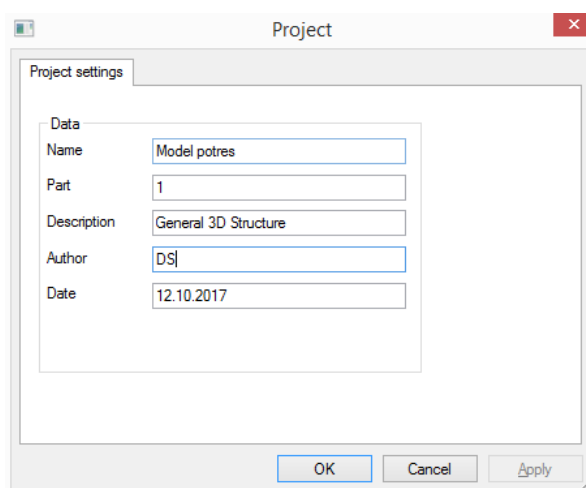 Project
Project settings
Data
Name Model potres
Part 1
Description General 3D Structure
Author DS
Date 12.10.2017
OK Cancel Apply